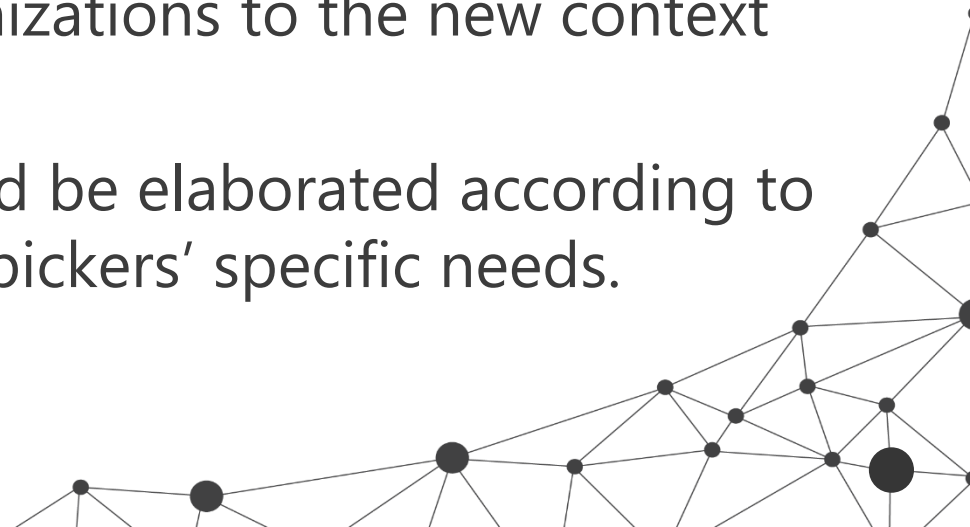 nizations to the new context
d be elaborated according to
pickers’ specific needs.